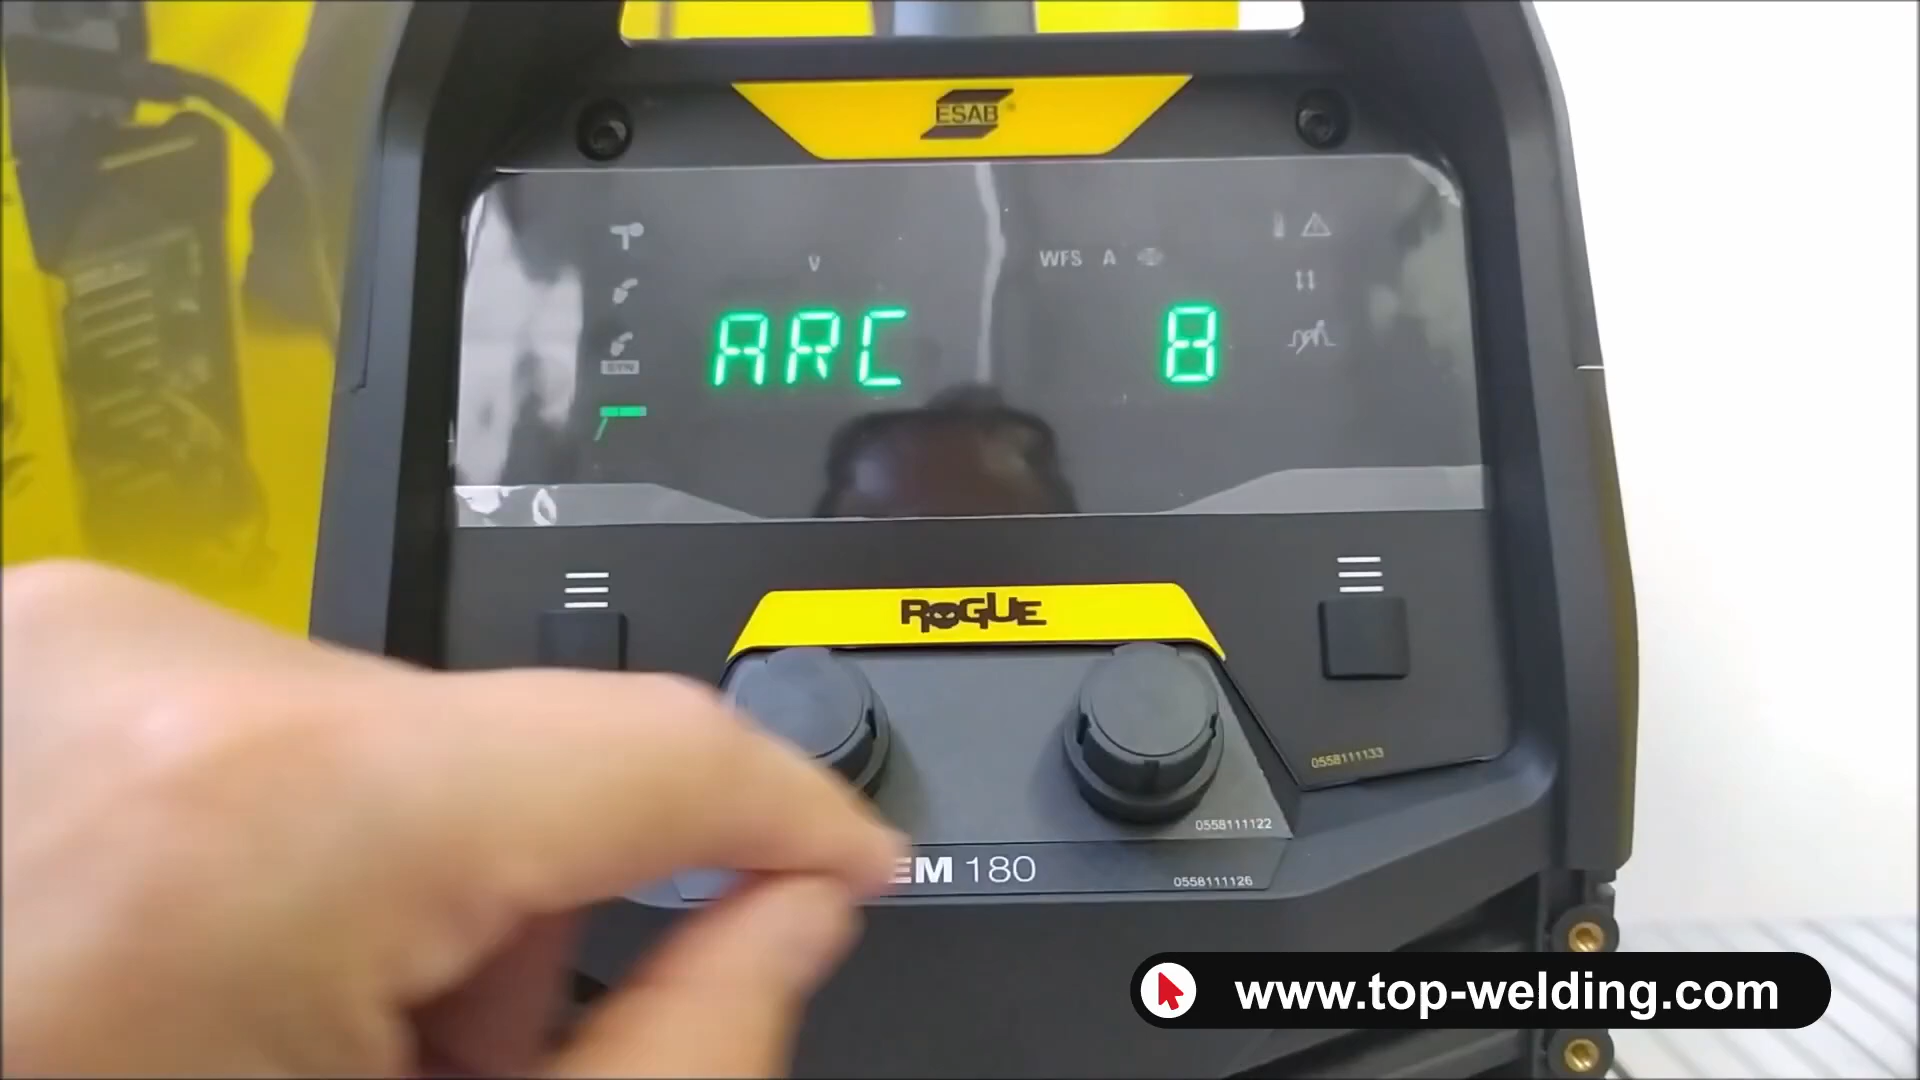 ESAB
V
WFS A
ARC 8
SYN
ROGUE
0558111133
0558111122
EM 180
0558111126
www.top-welding.com